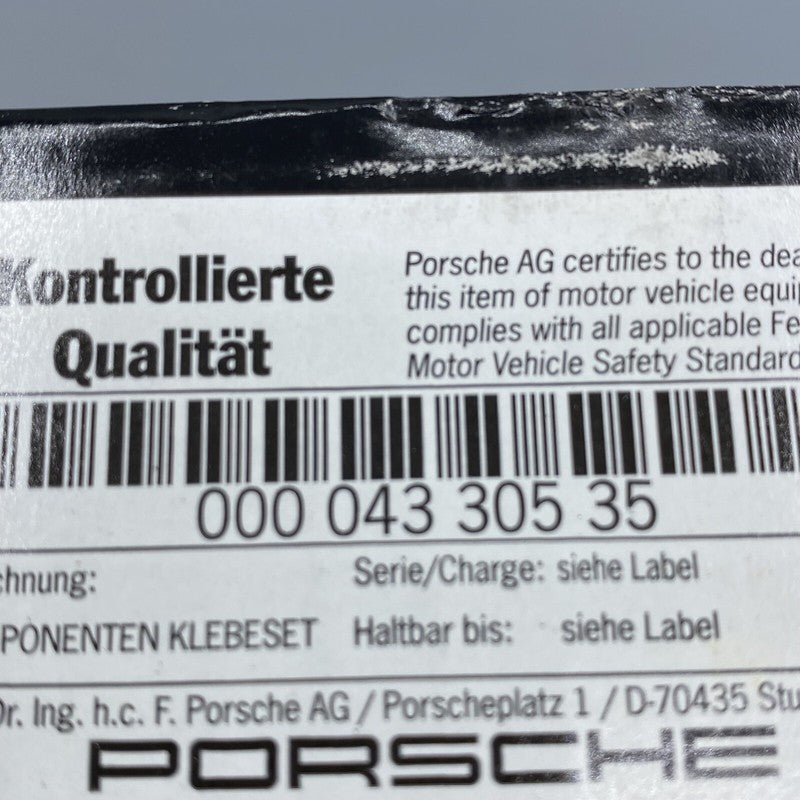 Kontrollierte
Qualität
Porsche AG certifies to the dea
this item of motor vehicle equip
complies with all applicable Fe
Motor Vehicle Safety Standard
000 043 305 35
chnung:
Serie/Charge: siehe Label
PONENTEN KLEBESET
Haltbar bis: siehe Label
Dr. Ing. h.c. F. Porsche AG / Porscheplatz 1 / D-70435 Stu
PORSCHE